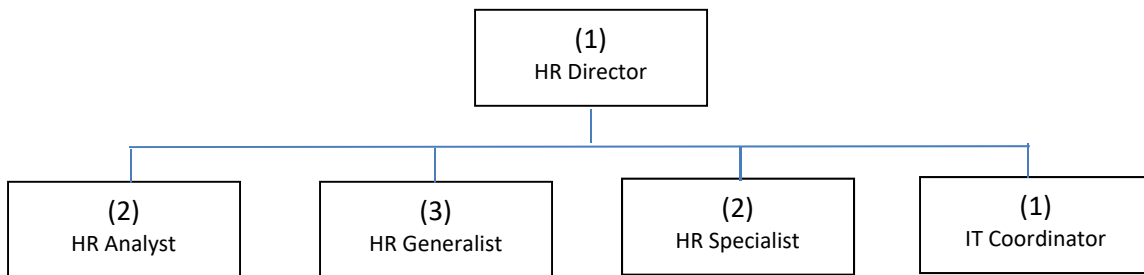 (1)
HR Director
(2)
HR Analyst
(3)
HR Generalist
(2)
HR Specialist
(1)
IT Coordinator